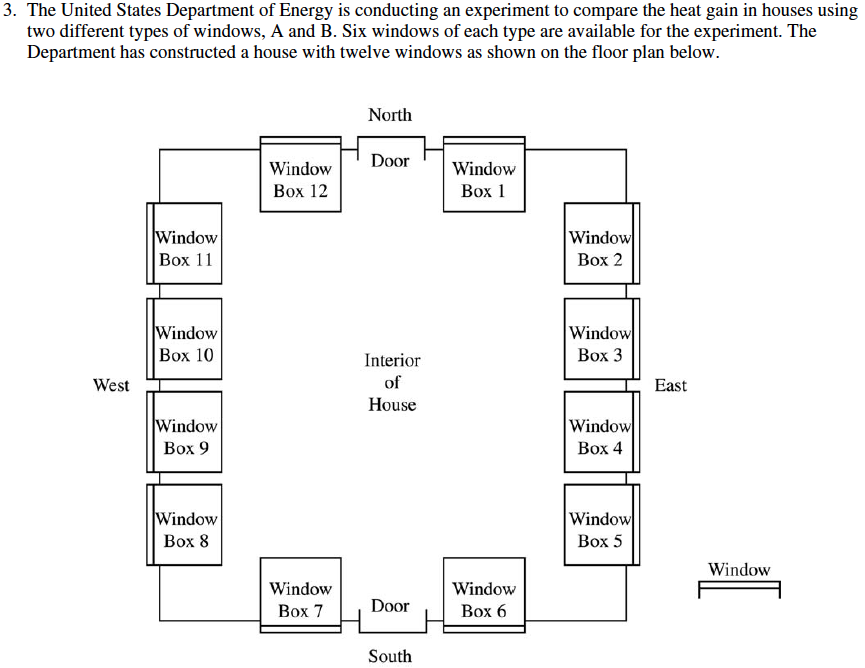 3. The United States Department of Energy is conducting an experiment to compare the heat gain in houses using
two different types of windows, A and B. Six windows of each type are available for the experiment. The
Department has constructed a house with twelve windows as shown on the floor plan below.
North
Window
Box 12
Door
Window
Box 1
Window
Box 11
Window
Box 2
Window
Box 10
Window
Box 3
West
Interior
of
House
East
Window
Box 9
Window
Box 4
Window
Box 8
Window
Box 5
Window
Window
Box 7
Door
Window
Box 6
South